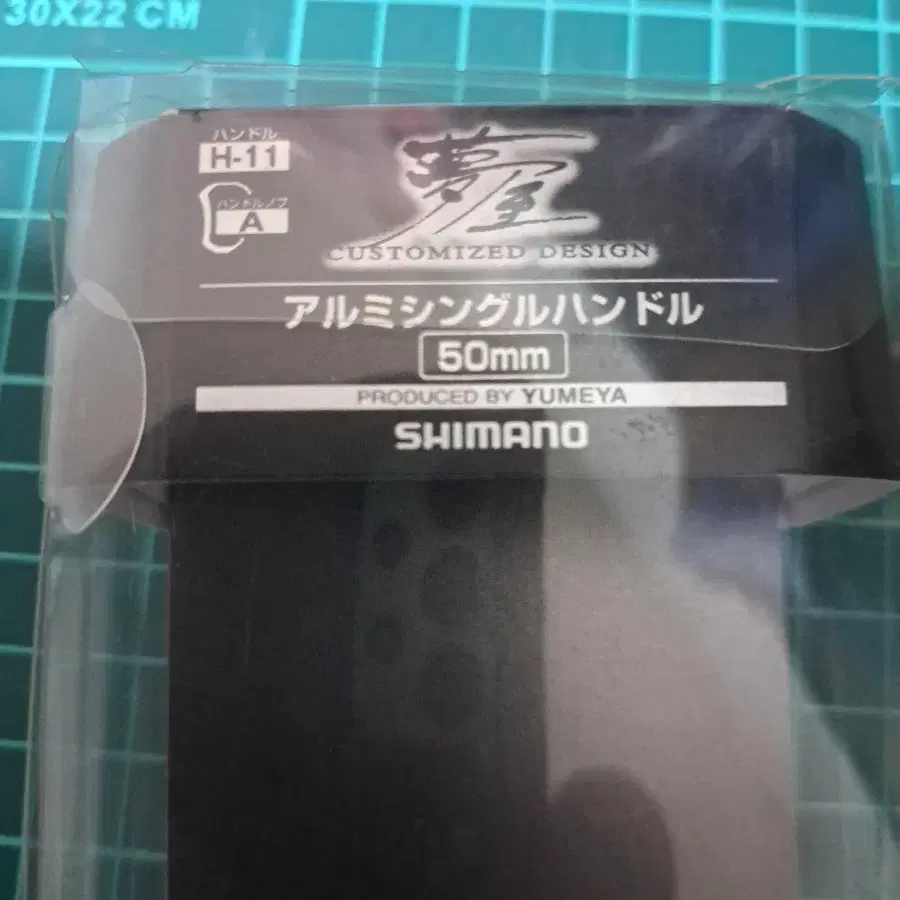 30X22 CM
ハンドル
H-11
ハンドルノブ
A
夢屋
CUSTOMIZED DESIGN
アルミシングルハンドル
50mm
PRODUCED BY YUMEYA
SHIMANO